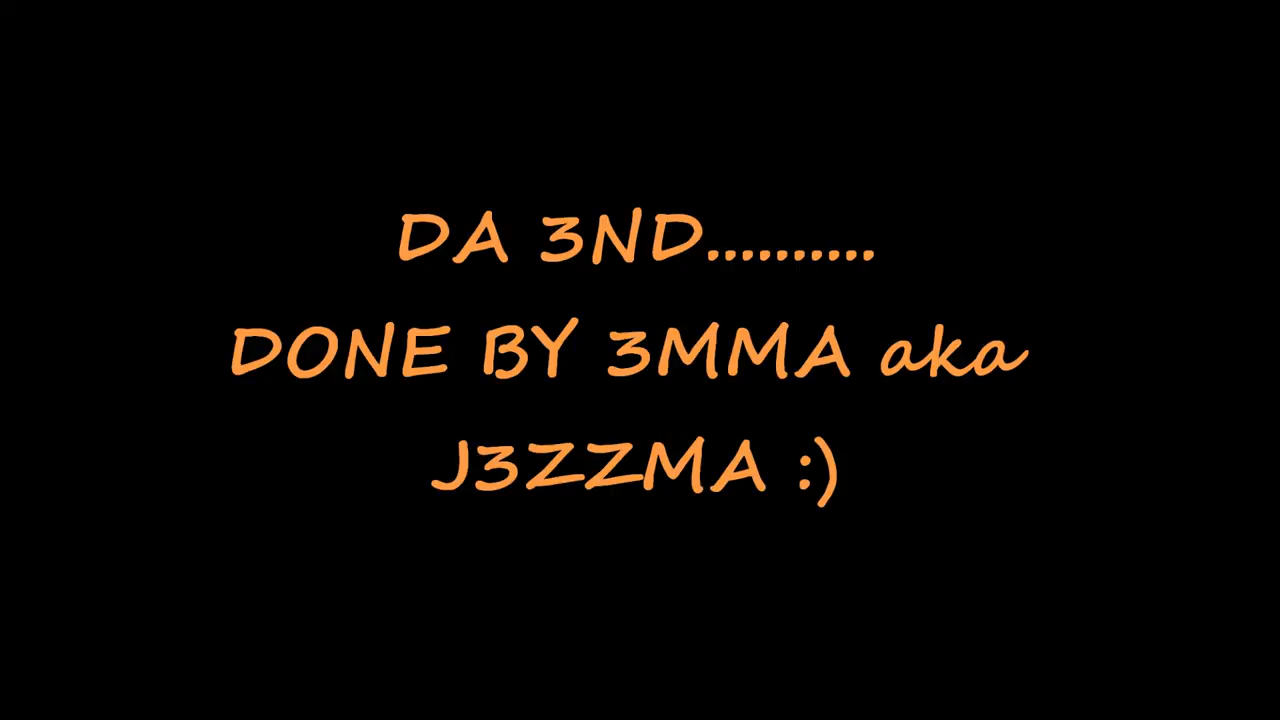 DA 3ND..........
DONE BY 3MMA aka
J3ZZMA :)